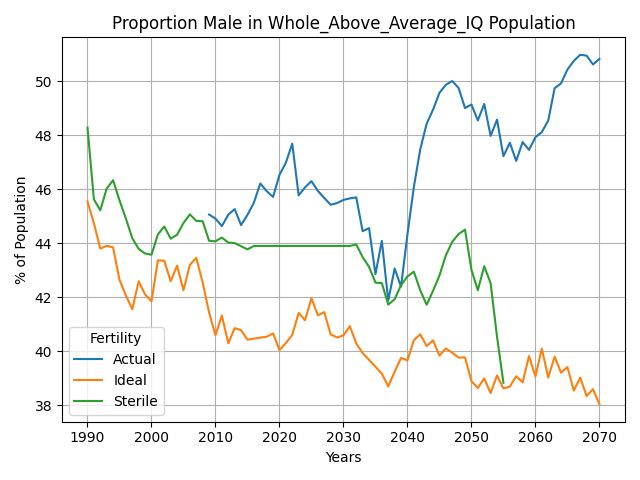 Proportion Male in Whole_Above_Average_IQ Population
% of Population
50
48
46
44
42
40
38
Fertility
Actual
Ideal
Sterile
1990 2000 2010 2020 2030 2040 2050 2060 2070
Years